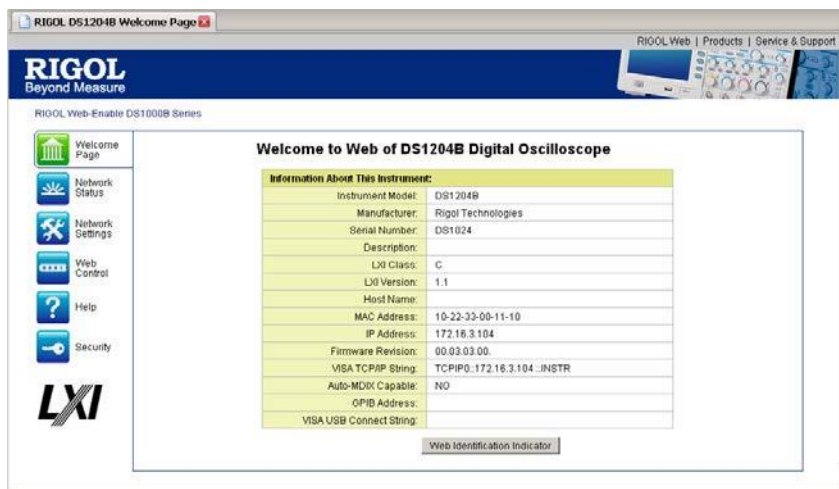 RIGOL DS1204B Welcome Page
RIGOL Web | Products | Service & Support
RIGOL
Beyond Measure
RIGOL Web-Enable DS1000B Series
Welcome Page
Network Status
Network Settings
Web Control
Help
Security
LXI
Welcome to Web of DS1204B Digital Oscilloscope
Information About This Instrument:
Instrument Model: DS1204B
Manufacturer: Rigol Technologies
Serial Number: DS1024
Description:
LXI Class: C
LXI Version: 1.1
Host Name:
MAC Address: 10-22-33-00-11-10
IP Address: 172.16.3.104
Firmware Revision: 00.03.03.00.
VISA TCP/IP String: TCPIP0::172.16.3.104 ::INSTR
Auto-MDIX Capable: NO
GPIB Address:
VISA USB Connect String:
Web Identification Indicator